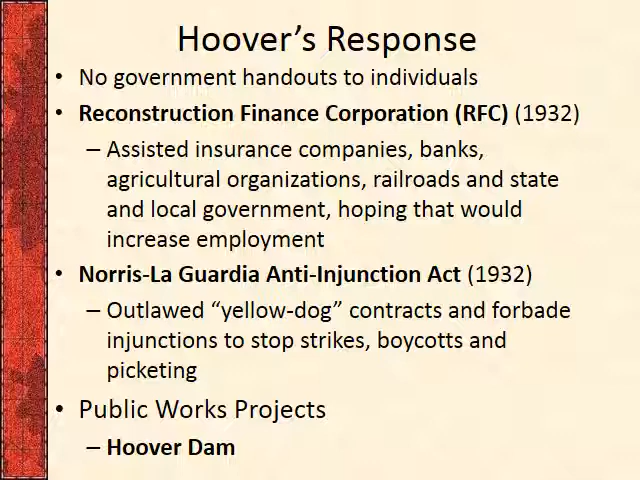 Hoover’s Response
• No government handouts to individuals
• Reconstruction Finance Corporation (RFC) (1932)
– Assisted insurance companies, banks,
agricultural organizations, railroads and state
and local government, hoping that would
increase employment
• Norris-La Guardia Anti-Injunction Act (1932)
– Outlawed “yellow-dog” contracts and forbade
injunctions to stop strikes, boycotts and
picketing
• Public Works Projects
– Hoover Dam